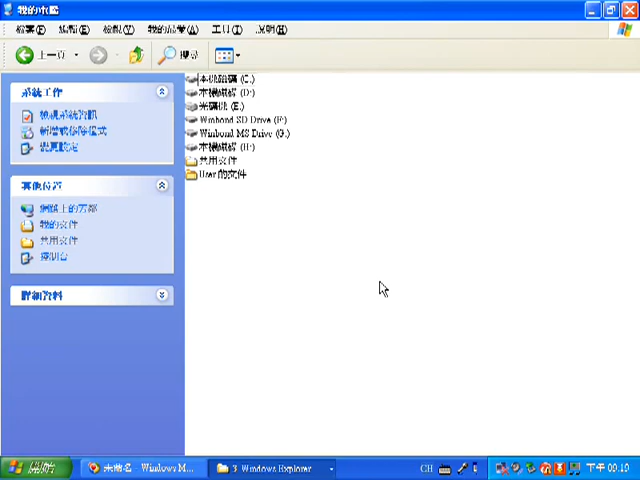 我的電腦
檔案(F) 編輯(E) 檢視(V) 我的最愛(A) 工具(T) 說明(H)
上一頁 搜尋
系統工作
檢視系統資訊
新增或移除程式
變更設定
其他位置
網路上的芳鄰
我的文件
共用文件
控制台
詳細資料
本機磁碟 (C:)
本機磁碟 (D:)
光碟機 (E:)
Winbond SD Drive (F:)
Winbond MS Drive (G:)
本機磁碟 (H:)
共用文件
User 的文件
開始 未命名 - Windows M... 3 Windows Explorer CH 下午 09:19